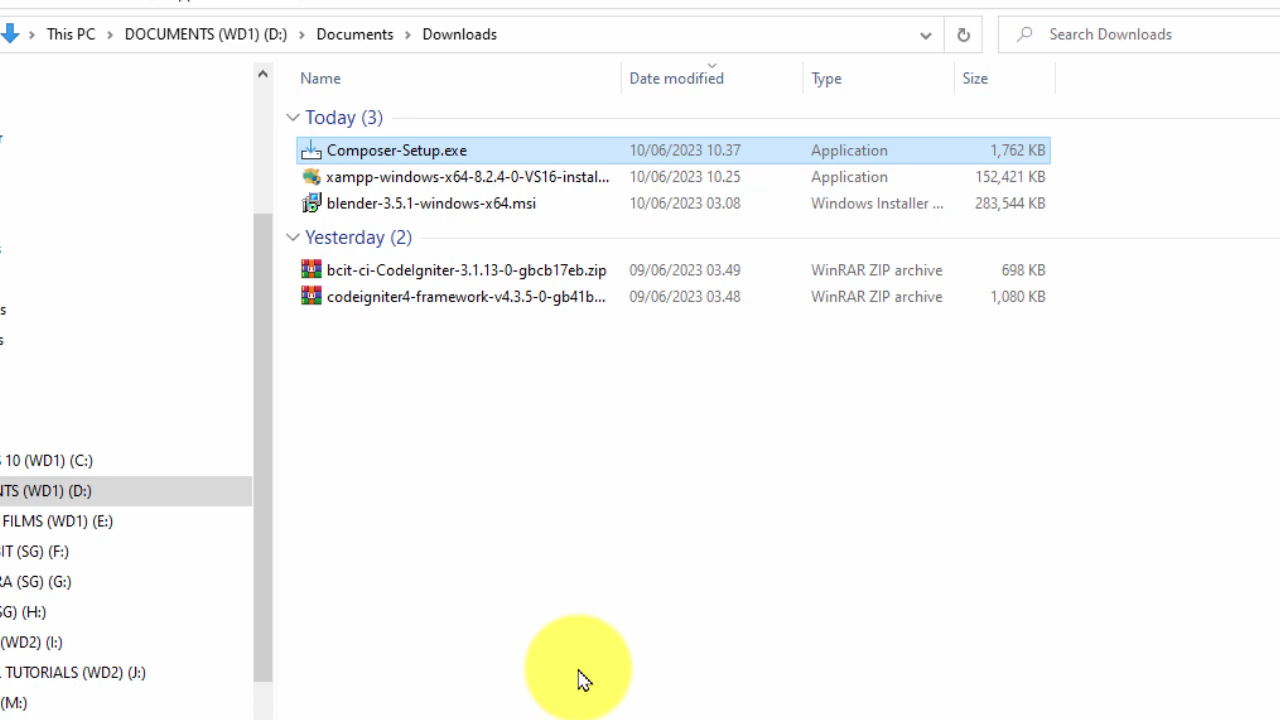 This PC > DOCUMENTS (WD1) (D:) > Documents > Downloads
Search Downloads
Name Date modified Type Size
Today (3)
Composer-Setup.exe 10/06/2023 10.37 Application 1,762 KB
xampp-windows-x64-8.2.4-0-VS16-instal... 10/06/2023 10.25 Application 152,421 KB
blender-3.5.1-windows-x64.msi 10/06/2023 03.08 Windows Installer ... 283,544 KB
Yesterday (2)
bcit-ci-CodeIgniter-3.1.13-0-gbcb17eb.zip 09/06/2023 03.49 WinRAR ZIP archive 698 KB
codeigniter4-framework-v4.3.5-0-gb41b... 09/06/2023 03.48 WinRAR ZIP archive 1,080 KB
10 (WD1) (C:)
(WD1) (D:)
FILMS (WD1) (E:)
(SG) (F:)
(SG) (G:)
(H:)
(WD2) (I:)
TUTORIALS (WD2) (J:)
(M:)